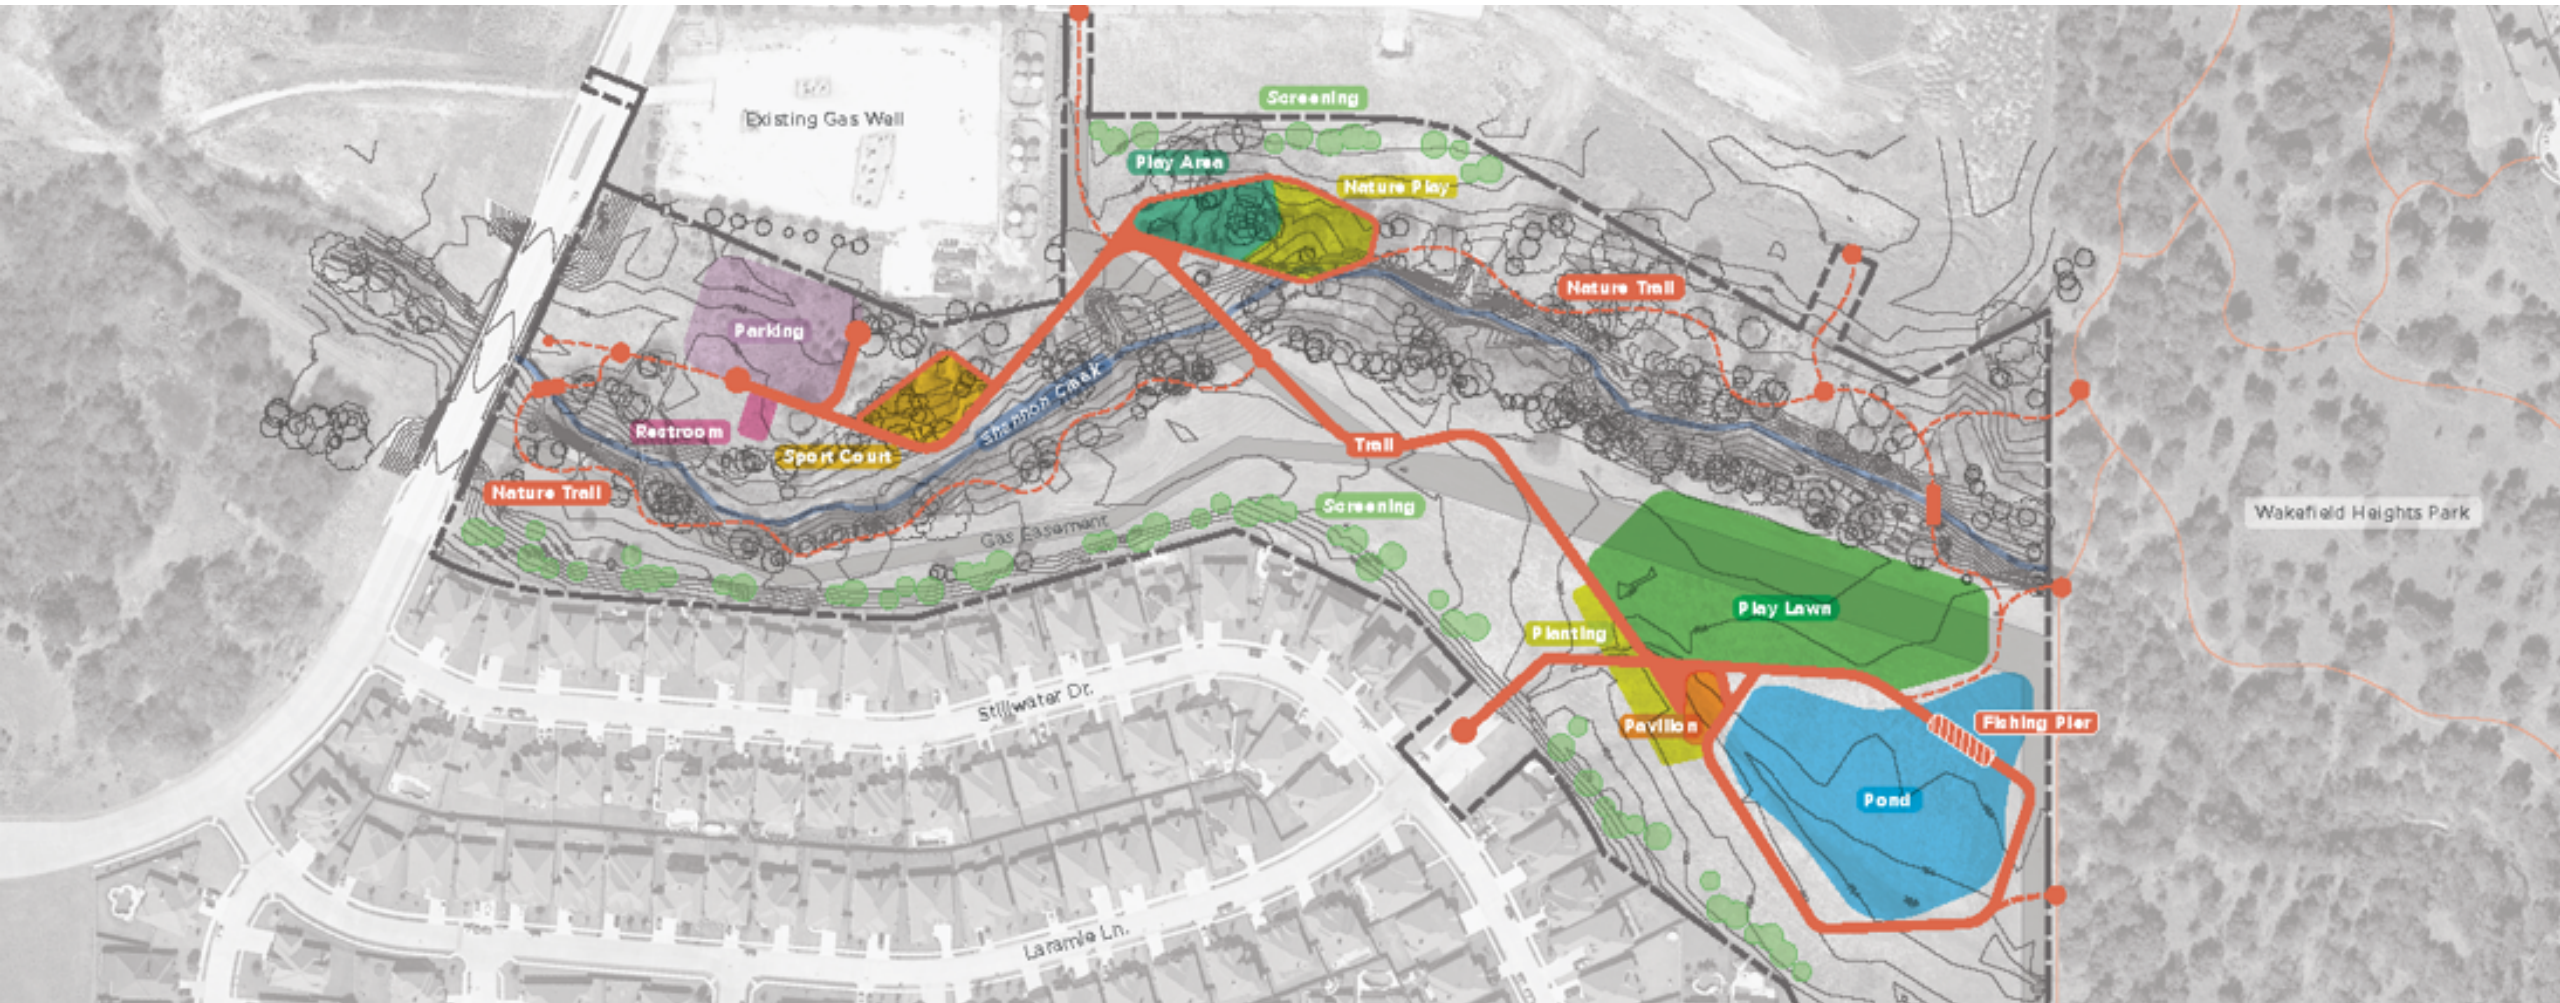 Screening
Existing Gas Well
Play Area
Nature Play
Nature Trail
Parking
Shannon Creek
Restroom
Sport Court
Trail
Nature Trail
Screening
Wakefield Heights Park
Gas Easement
Play Lawn
Planting
Stillwater Dr.
Pavilion
Fishing Pier
Pond
Laramie Ln.